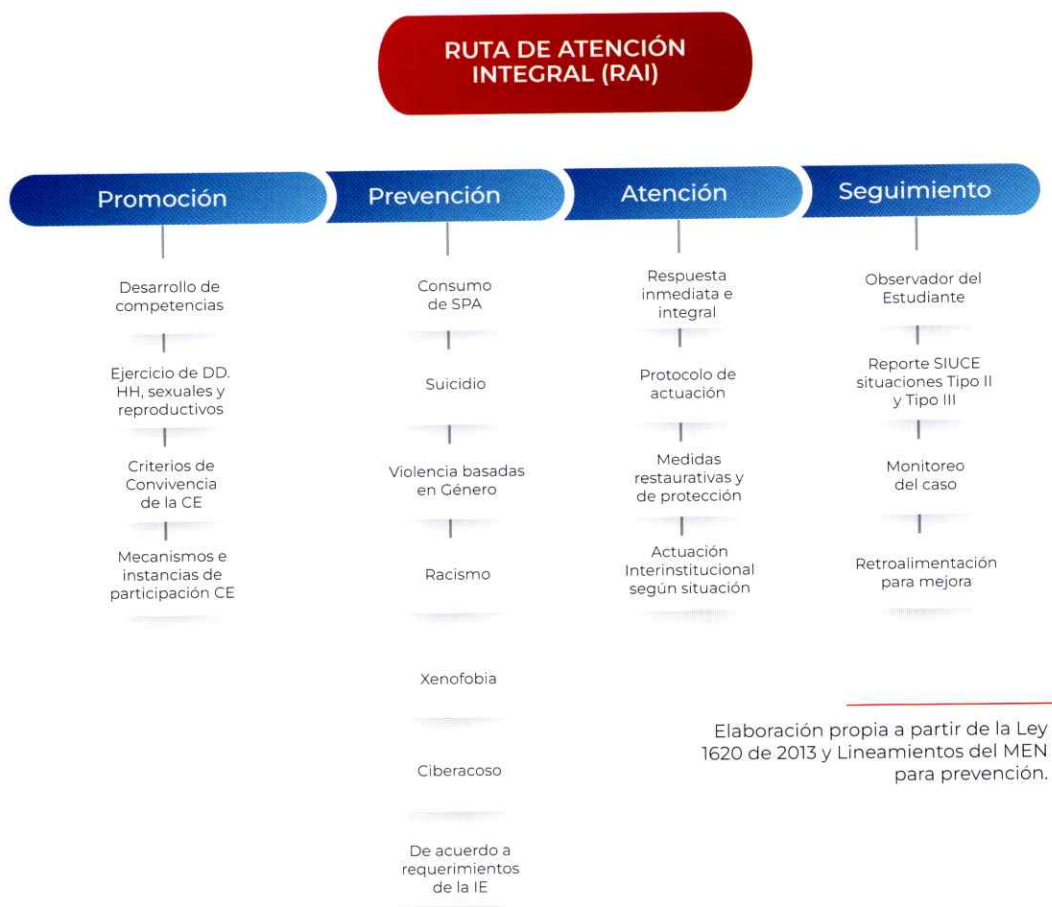 RUTA DE ATENCIÓN
INTEGRAL (RAI)
Promoción
Desarrollo de
competencias
Ejercicio de DD.
HH, sexuales y
reproductivos
Criterios de
Convivencia
de la CE
Mecanismos e
instancias de
participación CE
Prevención
Consumo
de SPA
Suicidio
Violencia basadas
en Género
Racismo
Xenofobia
Ciberacoso
De acuerdo a
requerimientos
de la IE
Atención
Respuesta
inmediata e
integral
Protocolo de
actuación
Medidas
restaurativas y
de protección
Actuación
Interinstitucional
según situación
Seguimiento
Observador del
Estudiante
Reporte SIUCE
situaciones Tipo II
y Tipo III
Monitoreo
del caso
Retroalimentación
para mejora
Elaboración propia a partir de la Ley
1620 de 2013 y Lineamientos del MEN
para prevención.